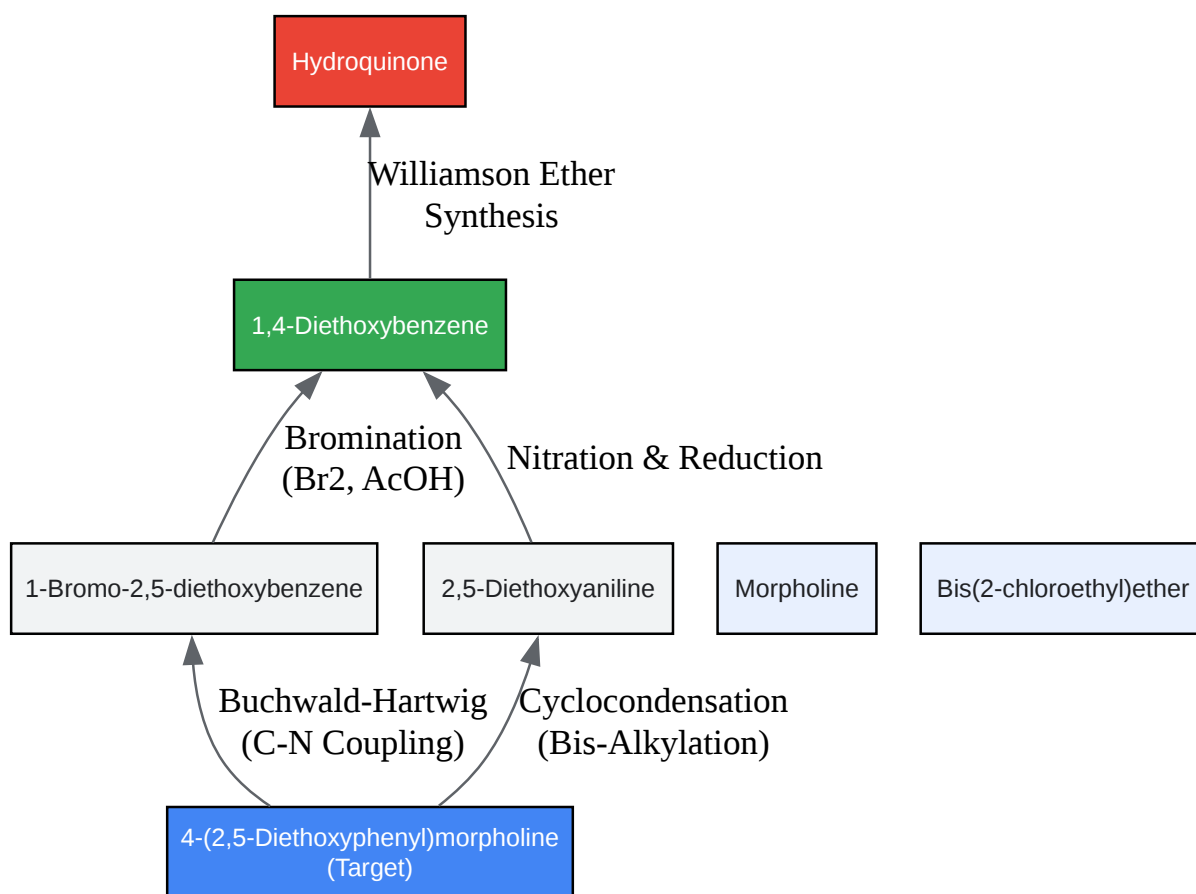 Hydroquinone
Williamson Ether
Synthesis
1,4-Diethoxybenzene
Bromination
(Br2, AcOH)
Nitration & Reduction
1-Bromo-2,5-diethoxybenzene
2,5-Diethoxyaniline
Morpholine
Bis(2-chloroethyl)ether
Buchwald-Hartwig
(C-N Coupling)
Cyclocondensation
(Bis-Alkylation)
4-(2,5-Diethoxyphenyl)morpholine
(Target)